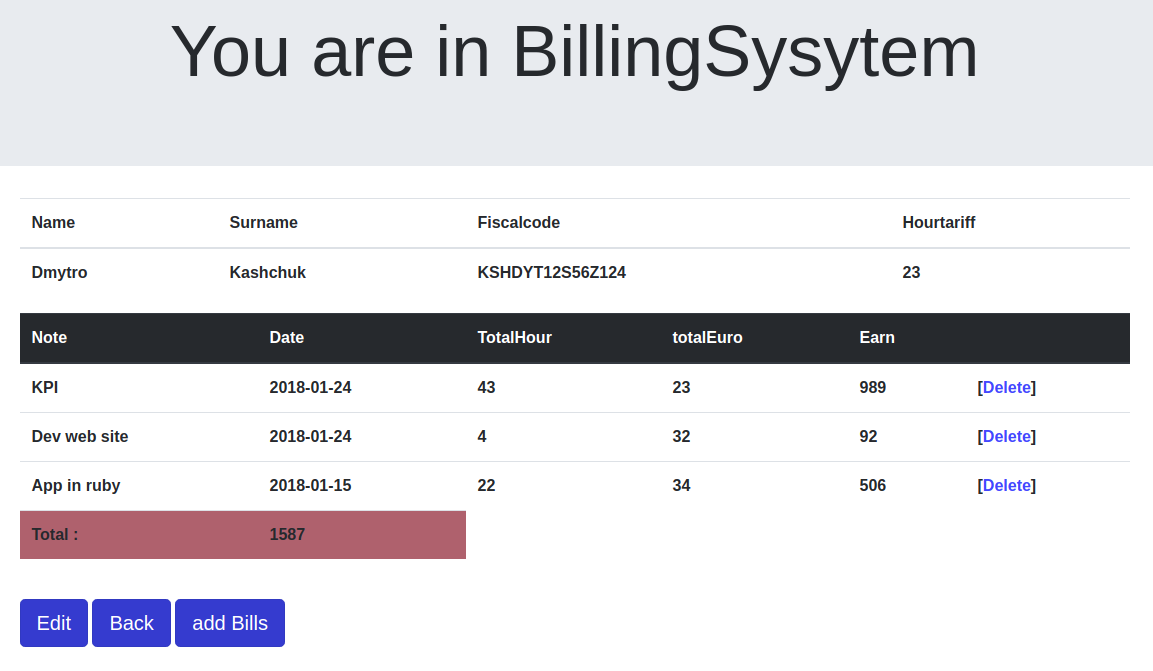 You are in BillingSysytem
Name Surname Fiscalcode Hourtariff
Dmytro Kashchuk KSHDYT12S56Z124 23
Note Date TotalHour totalEuro Earn
KPI 2018-01-24 43 23 989 [Delete]
Dev web site 2018-01-24 4 32 92 [Delete]
App in ruby 2018-01-15 22 34 506 [Delete]
Total : 1587
Edit Back add Bills